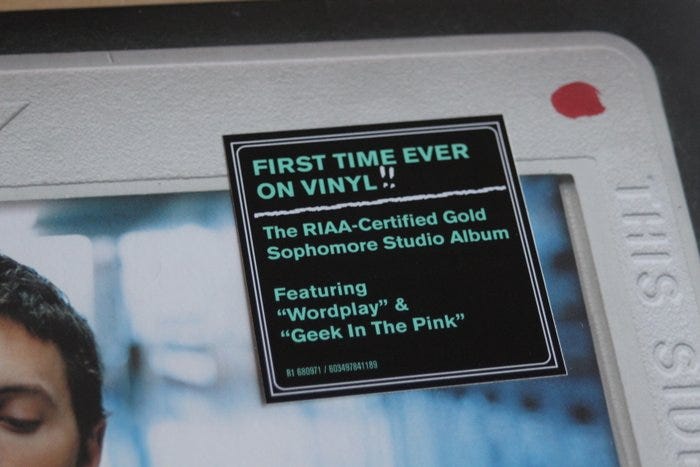 FIRST TIME EVER
ON VINYL!!
The RIAA-Certified Gold
Sophomore Studio Album
Featuring
“Wordplay” &
“Geek In The Pink”
R1 680971 / 603497841189
THIS SIDE